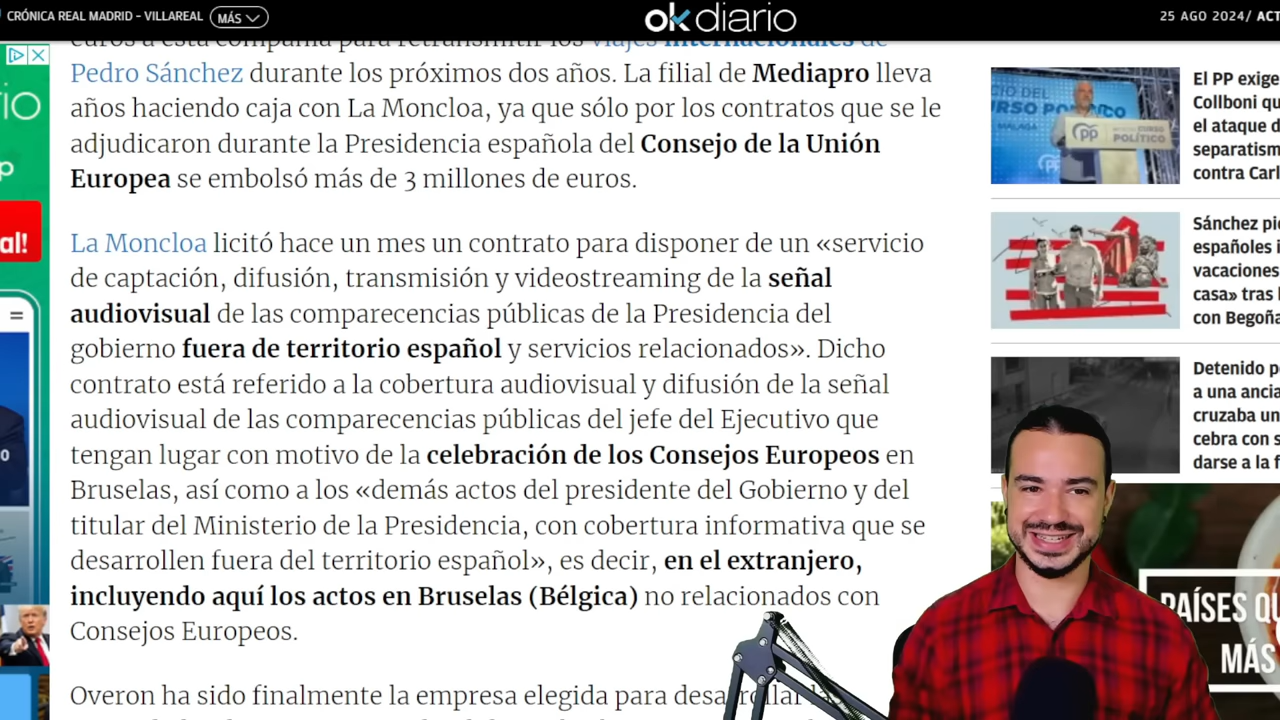 CRÓNICA REAL MADRID - VILLAREAL
MÁS
okdiario
25 AGO 2024/ ACT
euros a esta compañía para retransmitir los viajes internacionales de
Pedro Sánchez durante los próximos dos años. La filial de Mediapro lleva
años haciendo caja con La Moncloa, ya que sólo por los contratos que se le
adjudicaron durante la Presidencia española del Consejo de la Unión
Europea se embolsó más de 3 millones de euros.
La Moncloa licitó hace un mes un contrato para disponer de un «servicio
de captación, difusión, transmisión y videostreaming de la señal
audiovisual de las comparecencias públicas de la Presidencia del
gobierno fuera de territorio español y servicios relacionados». Dicho
contrato está referido a la cobertura audiovisual y difusión de la señal
audiovisual de las comparecencias públicas del jefe del Ejecutivo que
tengan lugar con motivo de la celebración de los Consejos Europeos en
Bruselas, así como a los «demás actos del presidente del Gobierno y del
titular del Ministerio de la Presidencia, con cobertura informativa que se
desarrollen fuera del territorio español», es decir, en el extranjero,
incluyendo aquí los actos en Bruselas (Bélgica) no relacionados con
Consejos Europeos.
Overon ha sido finalmente la empresa elegida para desarrollar la
El PP exige
Collboni qu
el ataque d
separatism
contra Carl
Sánchez pi
españoles i
vacaciones
casa» tras l
con Begoña
Detenido p
a una ancia
cruzaba un
cebra con s
darse a la f
PAÍSES QU
MÁS
rio
p
al!
pp
CURSO
POLÍTICO
MÁLAGA